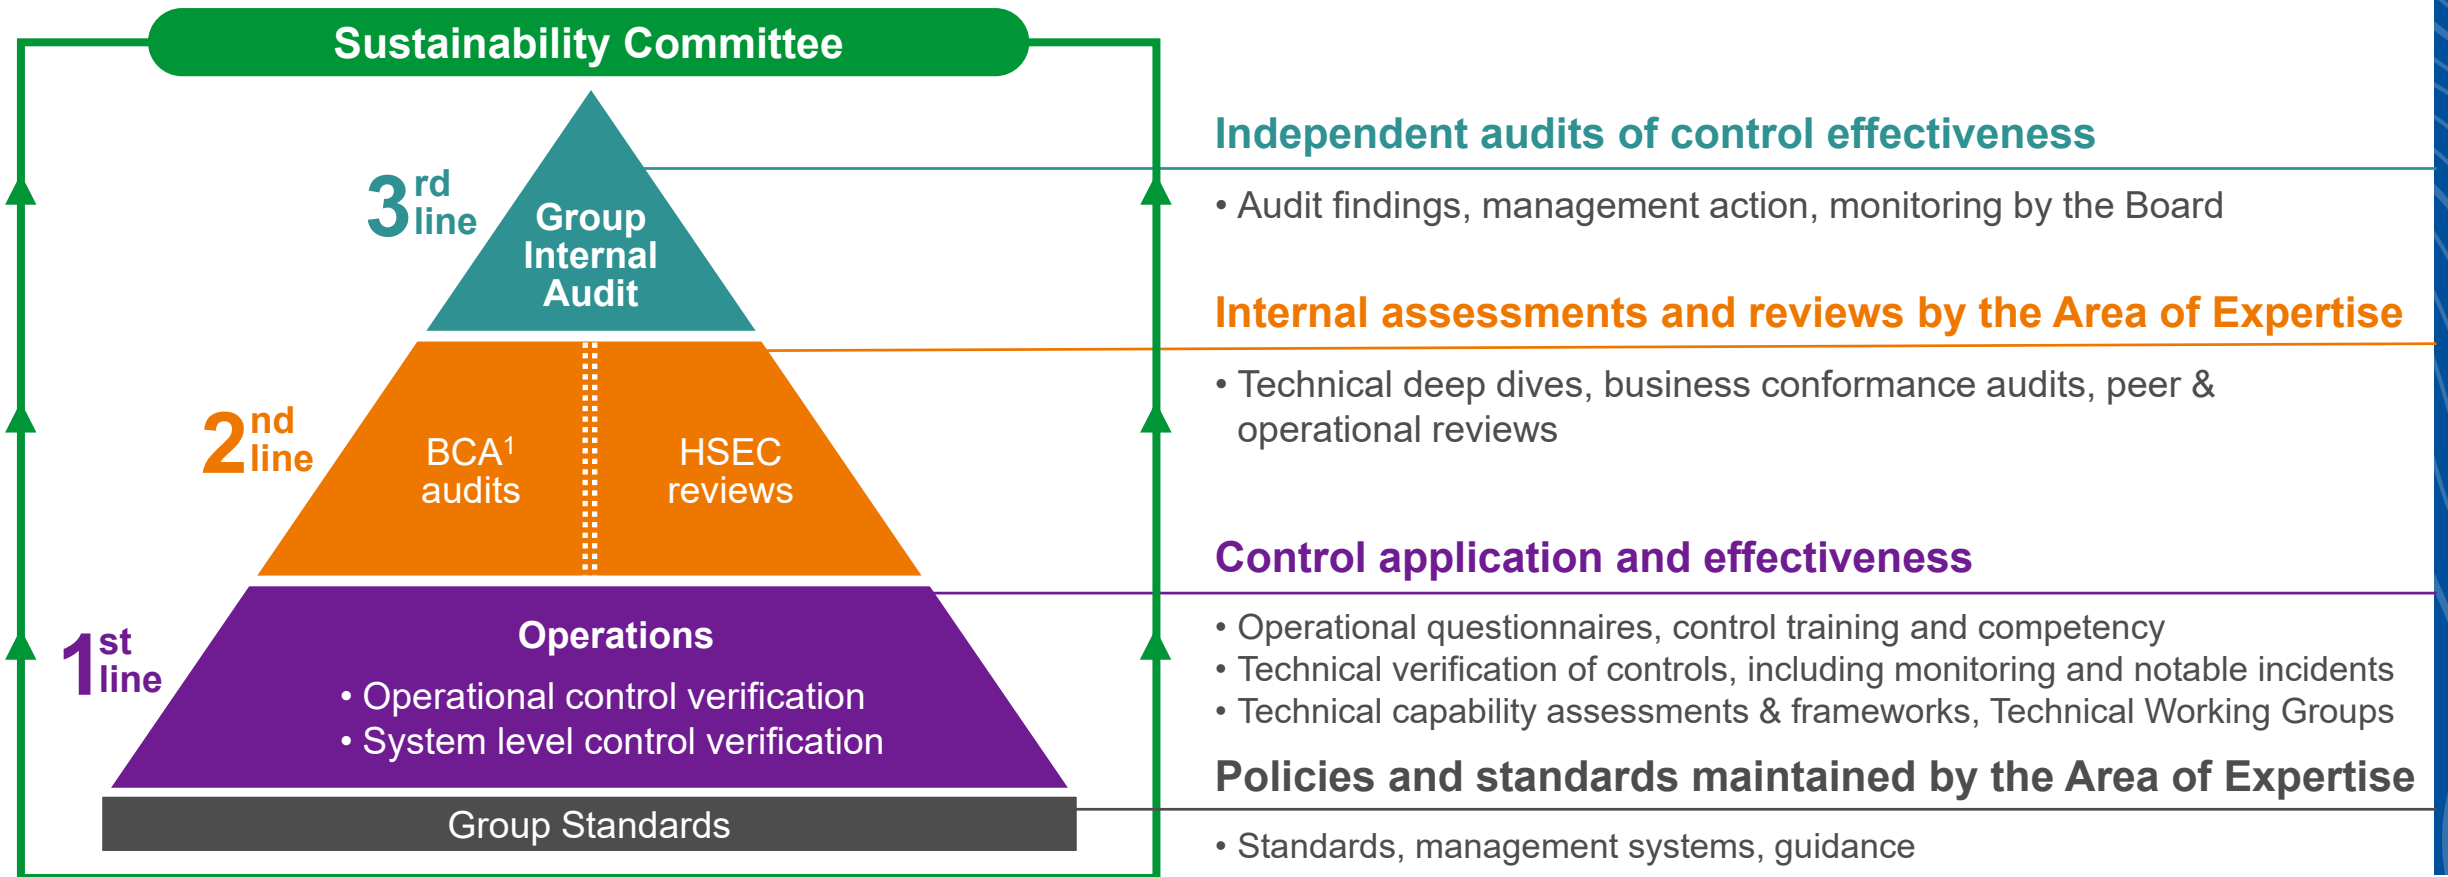 Sustainability Committee
3rd line
Group
Internal
Audit
Independent audits of control effectiveness
• Audit findings, management action, monitoring by the Board
2nd line
BCA¹
audits
HSEC
reviews
Internal assessments and reviews by the Area of Expertise
• Technical deep dives, business conformance audits, peer &
operational reviews
1st line
Operations
• Operational control verification
• System level control verification
Control application and effectiveness
• Operational questionnaires, control training and competency
• Technical verification of controls, including monitoring and notable incidents
• Technical capability assessments & frameworks, Technical Working Groups
Group Standards
Policies and standards maintained by the Area of Expertise
• Standards, management systems, guidance